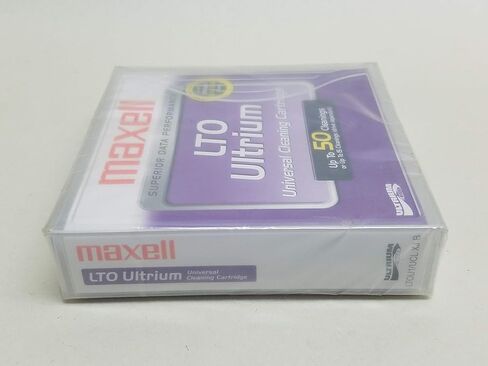 maxell
SUPERIOR DATA PERFORMANCE
LTO
Ultrium
Universal Cleaning Cartridge
Up To 50 Cleanings
ULTRIUM
maxell
LTO Ultrium
Universal
Cleaning Cartridge
ULTRIUM